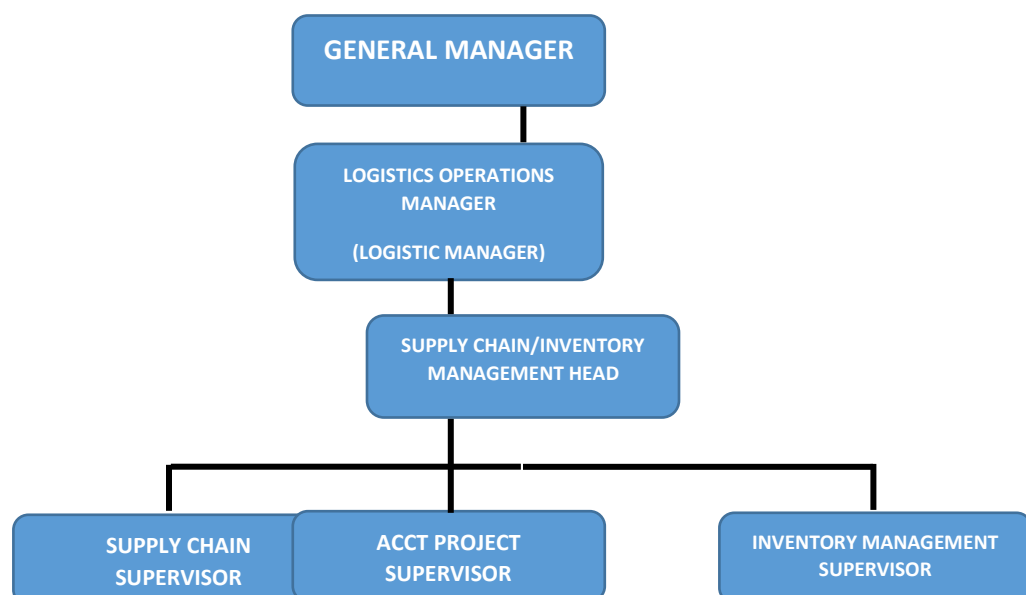 GENERAL MANAGER
LOGISTICS OPERATIONS
MANAGER
(LOGISTIC MANAGER)
SUPPLY CHAIN/INVENTORY
MANAGEMENT HEAD
SUPPLY CHAIN
SUPERVISOR
ACCT PROJECT
SUPERVISOR
INVENTORY MANAGEMENT
SUPERVISOR